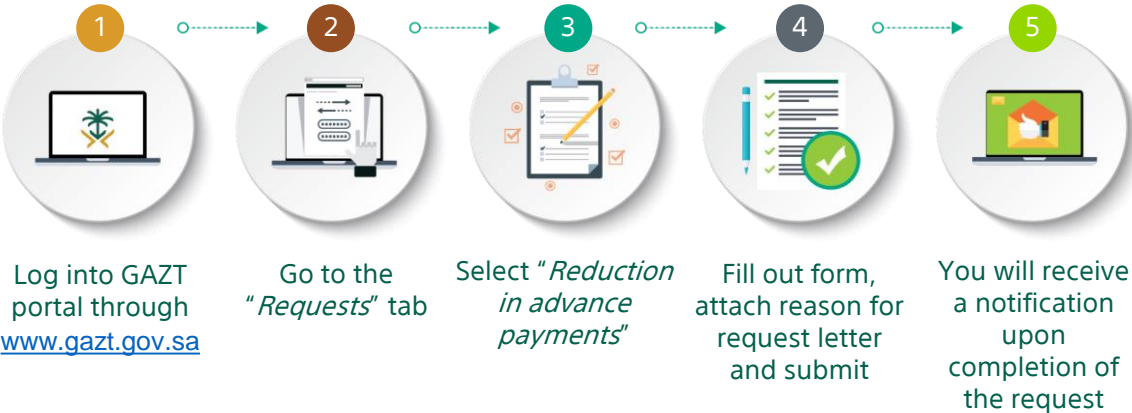 1
2
3
4
5
Log into GAZT
portal through
www.gazt.gov.sa
Go to the
"Requests" tab
Select "Reduction
in advance
payments"
Fill out form,
attach reason for
request letter
and submit
You will receive
a notification
upon
completion of
the request